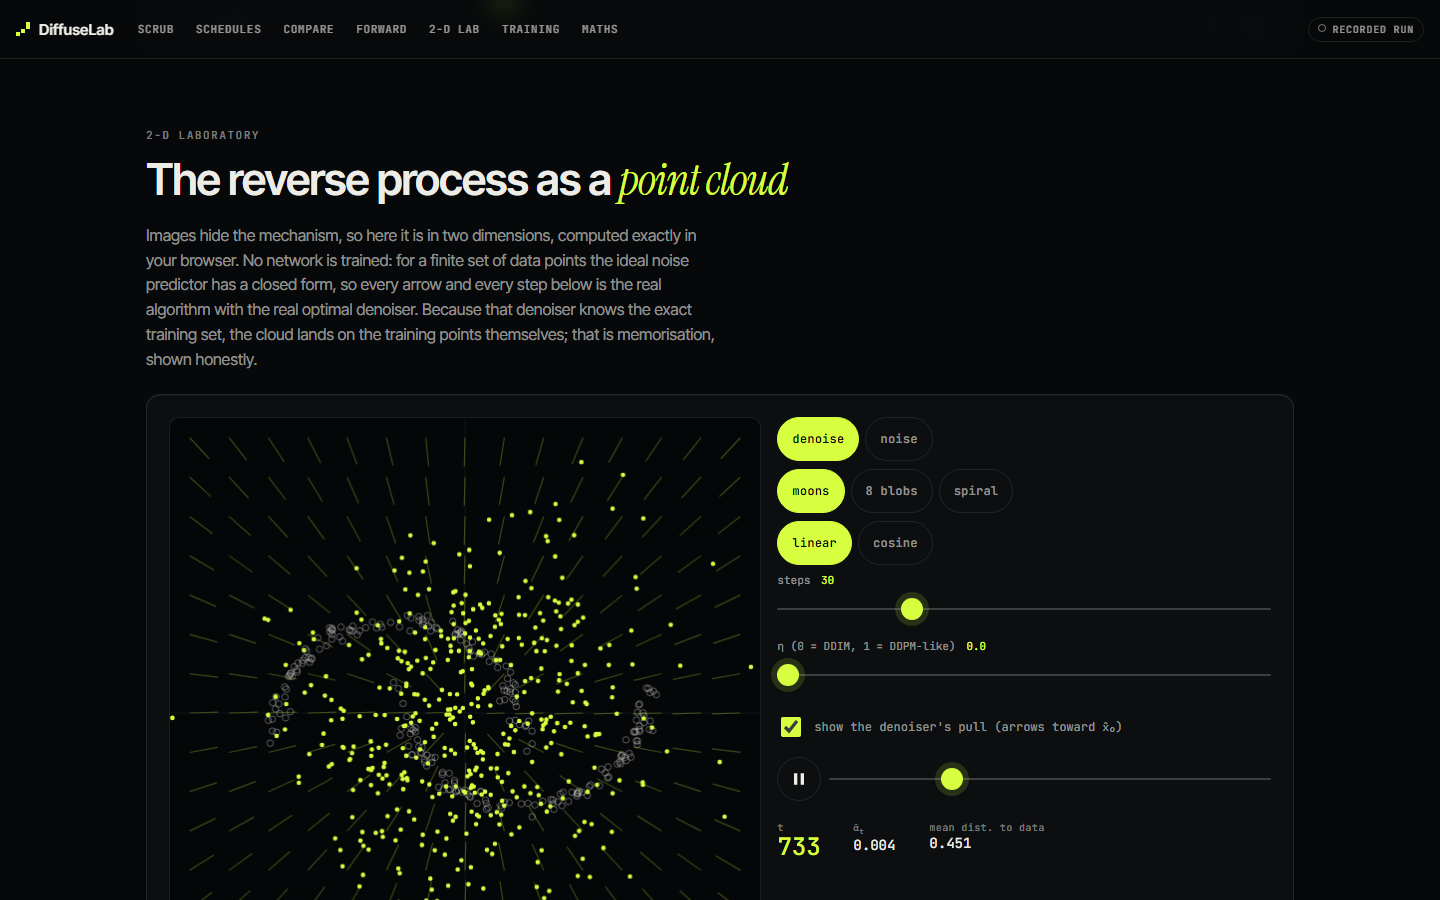 DiffuseLab SCRUB SCHEDULES COMPARE FORWARD 2-D LAB TRAINING MATHS RECORDED RUN
2-D LABORATORY
The reverse process as a point cloud
Images hide the mechanism, so here it is in two dimensions, computed exactly in
your browser. No network is trained: for a finite set of data points the ideal noise
predictor has a closed form, so every arrow and every step below is the real
algorithm with the real optimal denoiser. Because that denoiser knows the exact
training set, the cloud lands on the training points themselves; that is memorisation,
shown honestly.
denoise noise
moons 8 blobs spiral
linear cosine
steps 30
η (0 = DDIM, 1 = DDPM-like) 0.0
show the denoiser's pull (arrows toward x̂₀)
t ᾱₜ mean dist. to data
733 0.004 0.451